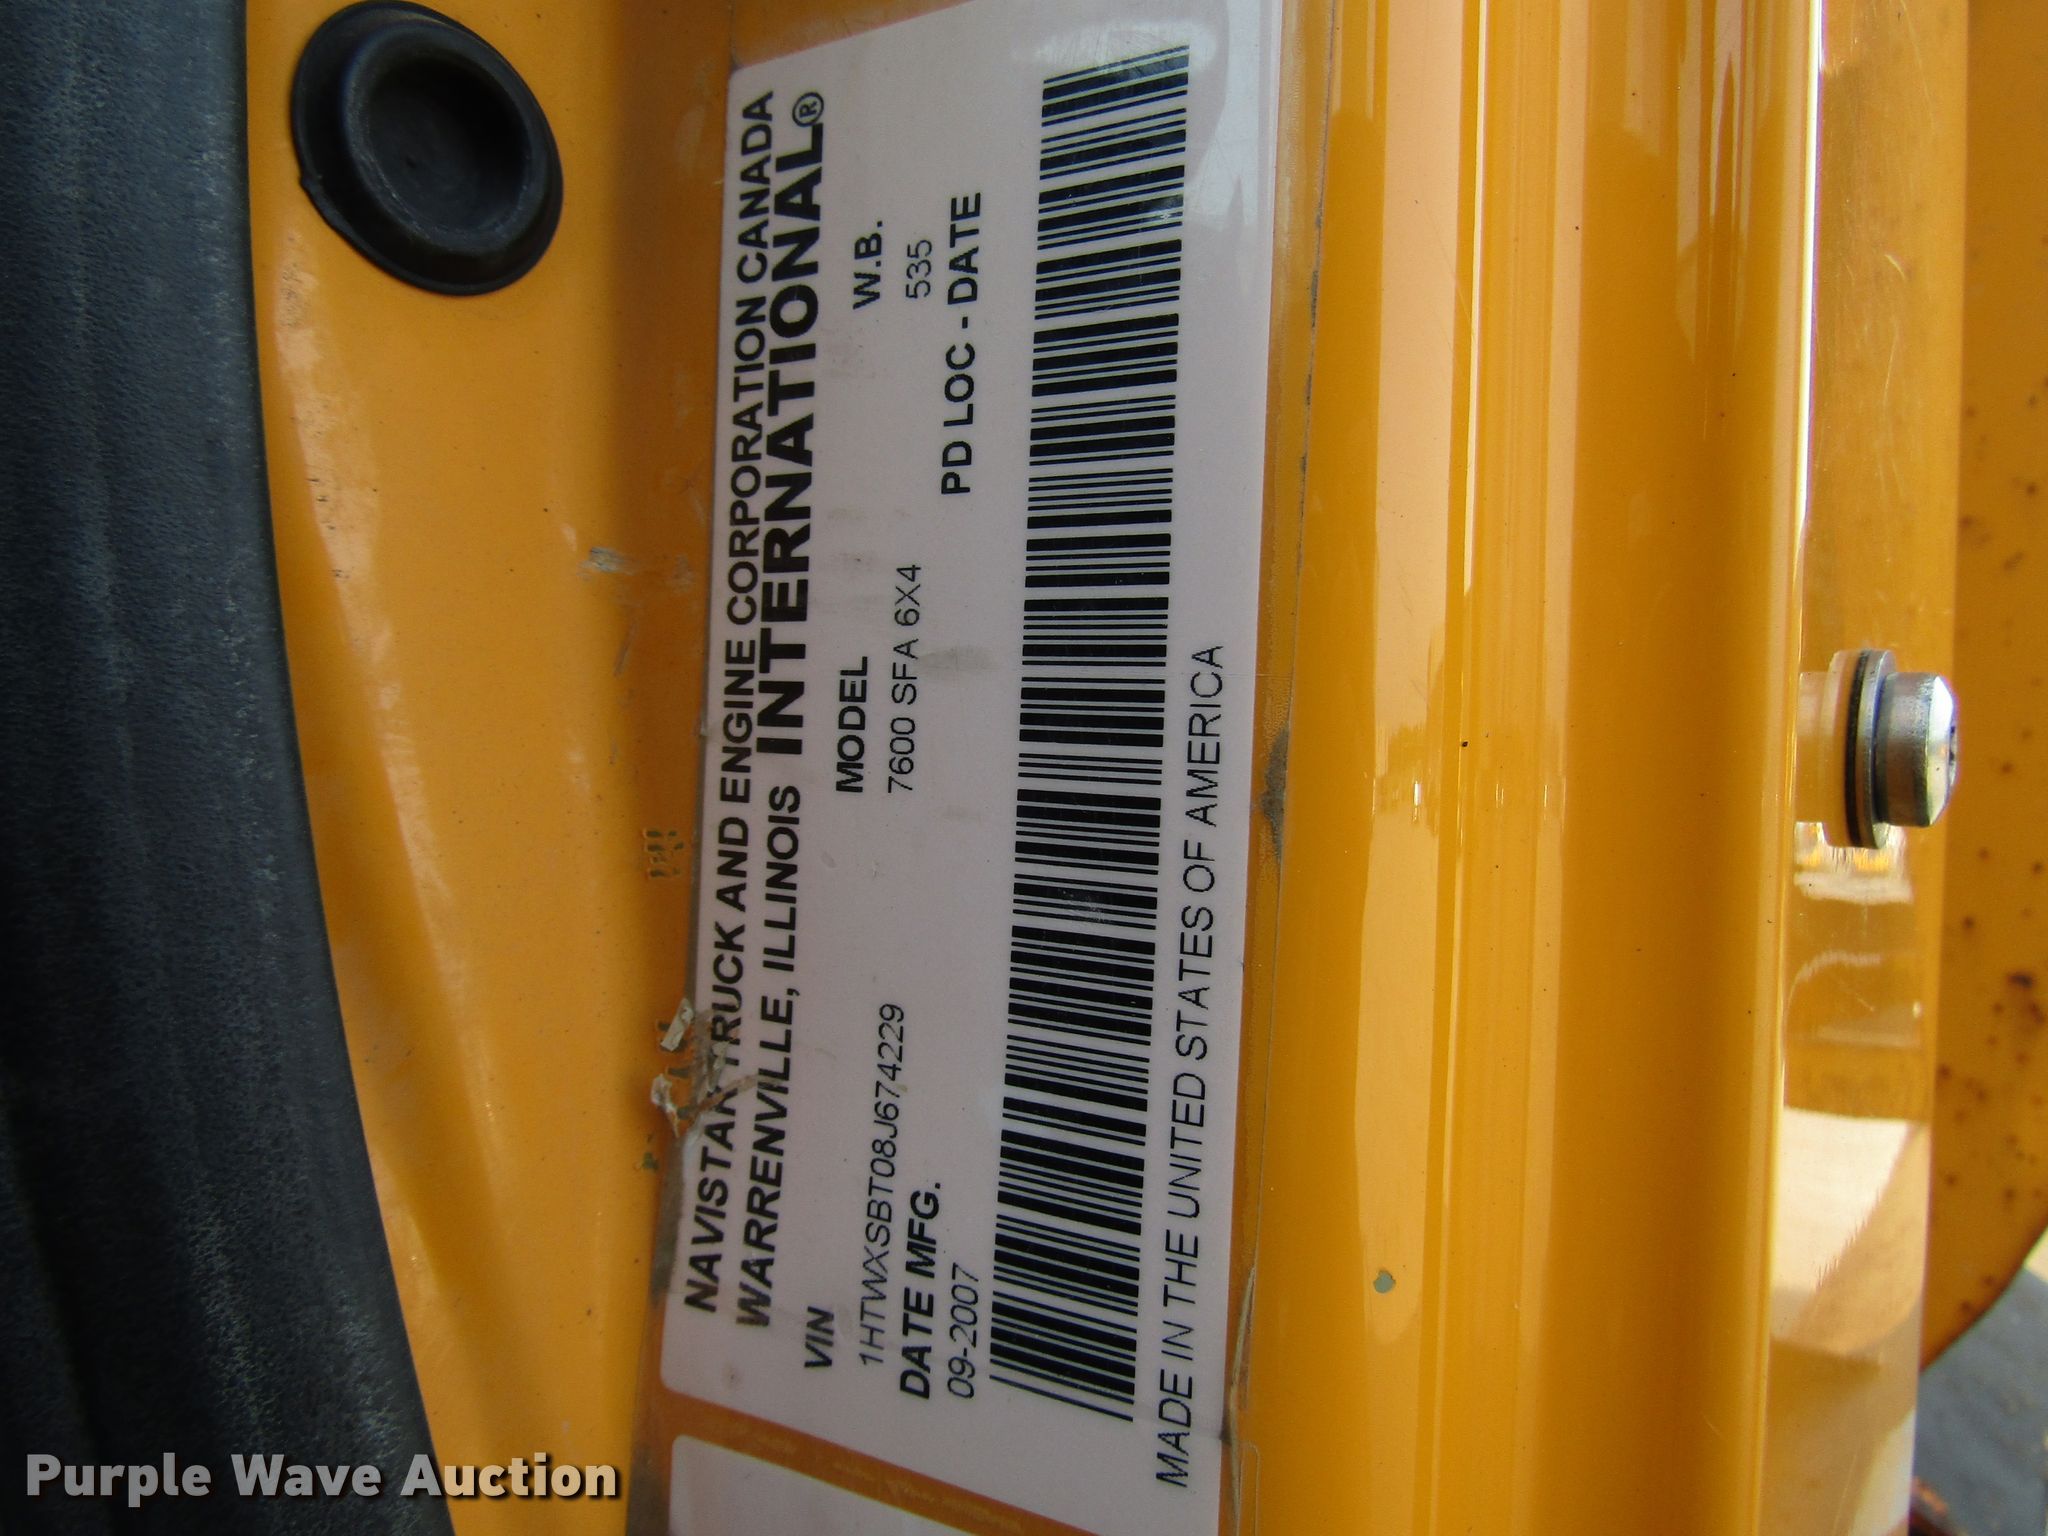 NAVISTAR TRUCK AND ENGINE CORPORATION CANADA
WARRENVILLE, ILLINOIS INTERNATIONAL®
VIN MODEL W.B.
1HTWXSBT08J674229 7600 SFA 6X4 535
DATE MFG. PD LOC - DATE
09-2007
MADE IN THE UNITED STATES OF AMERICA
Purple Wave Auction